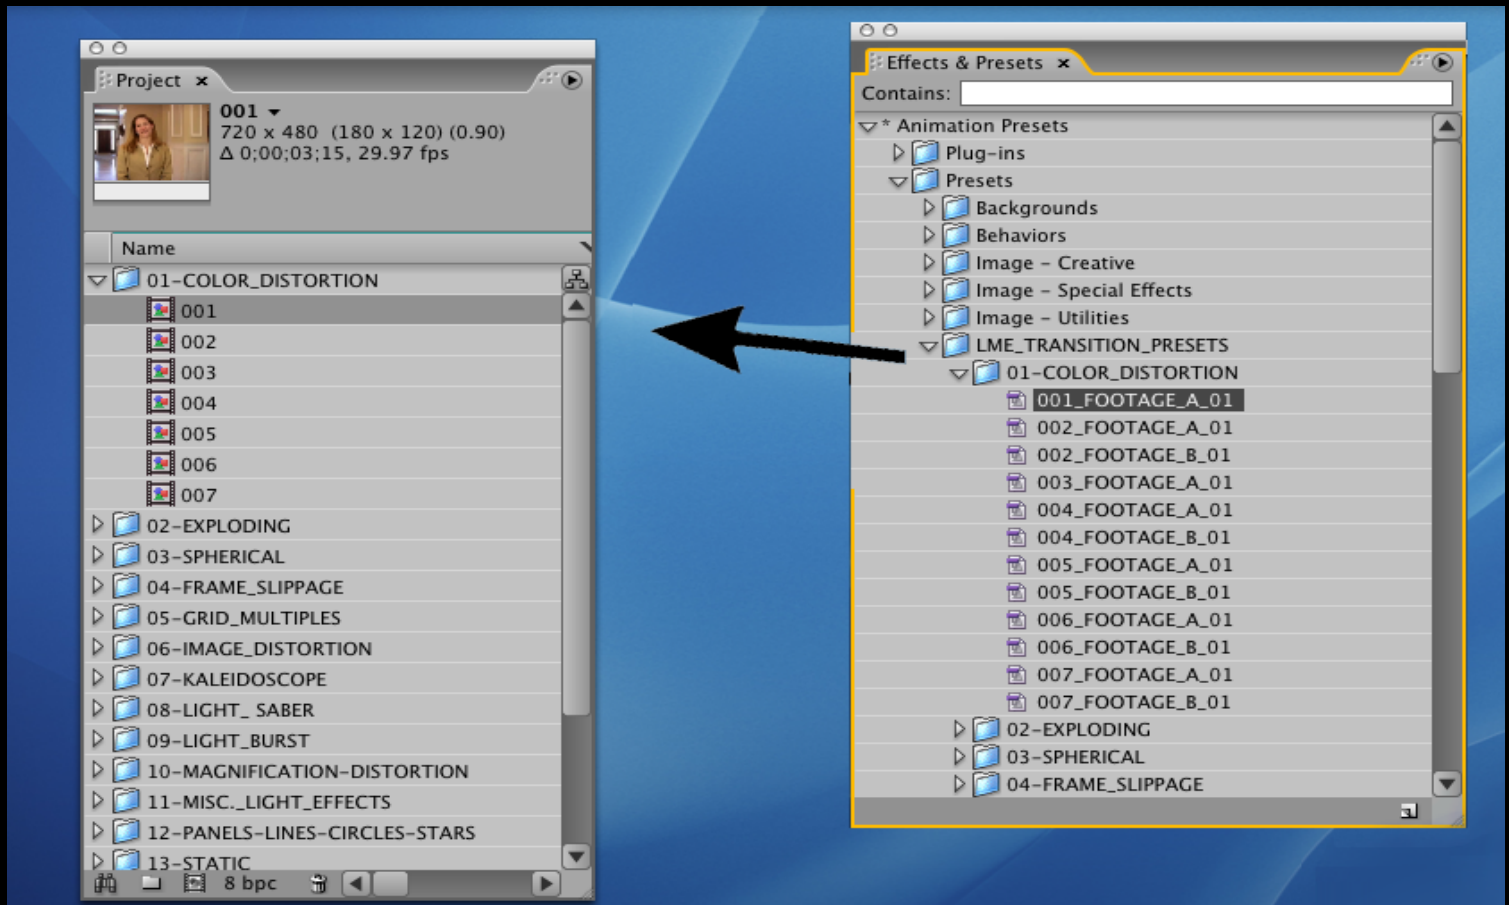 Project ×
001
720 x 480 (180 x 120) (0.90)
Δ 0;00;03;15, 29.97 fps
Name
01-COLOR_DISTORTION
001
002
003
004
005
006
007
02-EXPLODING
03-SPHERICAL
04-FRAME_SLIPPAGE
05-GRID_MULTIPLES
06-IMAGE_DISTORTION
07-KALEIDOSCOPE
08-LIGHT_ SABER
09-LIGHT_BURST
10-MAGNIFICATION-DISTORTION
11-MISC._LIGHT_EFFECTS
12-PANELS-LINES-CIRCLES-STARS
13-STATIC
8 bpc
Effects & Presets ×
Contains:
* Animation Presets
Plug-ins
Presets
Backgrounds
Behaviors
Image - Creative
Image - Special Effects
Image - Utilities
LME_TRANSITION_PRESETS
01-COLOR_DISTORTION
001_FOOTAGE_A_01
002_FOOTAGE_A_01
002_FOOTAGE_B_01
003_FOOTAGE_A_01
004_FOOTAGE_A_01
004_FOOTAGE_B_01
005_FOOTAGE_A_01
005_FOOTAGE_B_01
006_FOOTAGE_A_01
006_FOOTAGE_B_01
007_FOOTAGE_A_01
007_FOOTAGE_B_01
02-EXPLODING
03-SPHERICAL
04-FRAME_SLIPPAGE